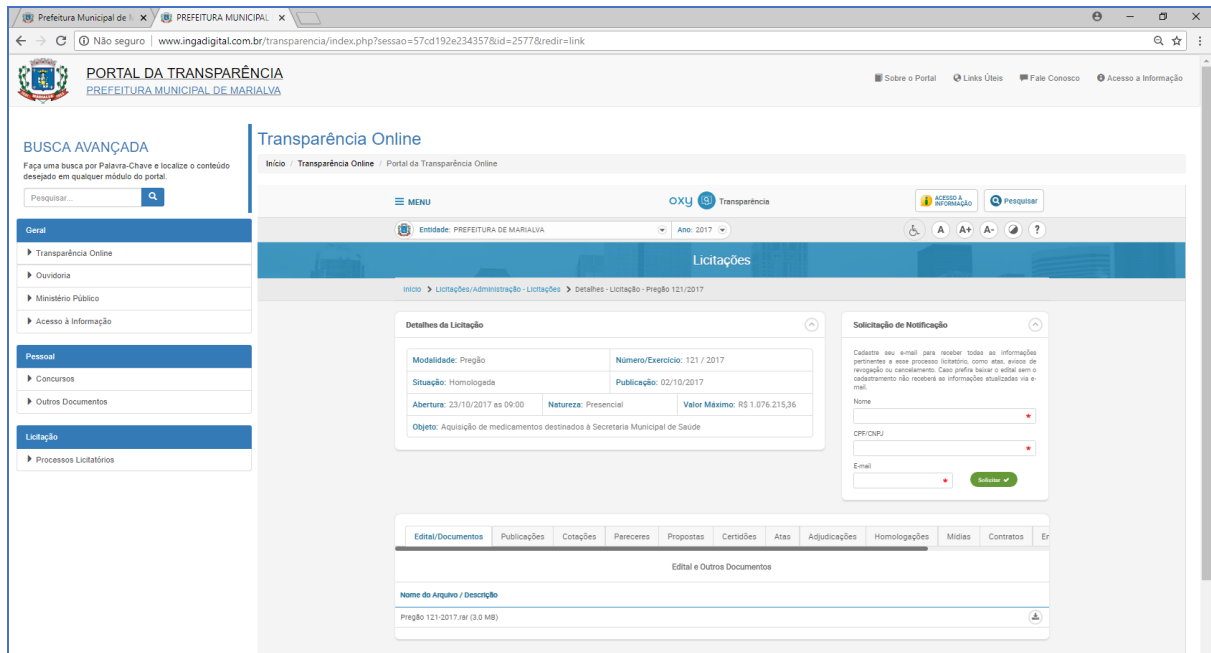 Prefeitura Municipal de M
PREFEITURA MUNICIPAL
Não seguro | www.ingadigital.com.br/transparencia/index.php?sessao=57cd192e234357&id=2577&redir=link
PORTAL DA TRANSPARÊNCIA
PREFEITURA MUNICIPAL DE MARIALVA
Sobre o Portal Links Úteis Fale Conosco Acesso a Informação
BUSCA AVANÇADA
Faça uma busca por Palavra-Chave e localize o conteúdo
desejado em qualquer módulo do portal.
Pesquisar...
Geral
Transparência Online
Ouvidoria
Ministério Público
Acesso à Informação
Pessoal
Concursos
Outros Documentos
Licitação
Processos Licitatórios
Transparência Online
Início / Transparência Online / Portal da Transparência Online
MENU
oxy Transparência
ACESSO À
INFORMAÇÃO
Pesquisar
Entidade: PREFEITURA DE MARIALVA
Ano: 2017
A A+ A- ?
Licitações
Início > Licitações/Administração - Licitações > Detalhes - Licitação - Pregão 121/2017
Detalhes da Licitação
Modalidade: Pregão
Número/Exercício: 121 / 2017
Situação: Homologada
Publicação: 02/10/2017
Abertura: 23/10/2017 as 09:00
Natureza: Presencial
Valor Máximo: R$ 1.076.215,36
Objeto: Aquisição de medicamentos destinados à Secretaria Municipal de Saúde
Solicitação de Notificação
Cadastre seu e-mail para receber todas as informações
pertinentes a esse processo licitatório, como atas, avisos de
revogação ou cancelamento. Caso prefira baixar o edital sem o
cadastramento não receberá as informações atualizadas via e-
mail.
Nome
*
CPF/CNPJ
*
E-mail
*
Solicitar
Edital/Documentos Publicações Cotações Pareceres Propostas Certidões Atas Adjudicações Homologações Mídias Contratos Er
Edital e Outros Documentos
Nome do Arquivo / Descrição
Pregão 121-2017.rar (3,0 MB)